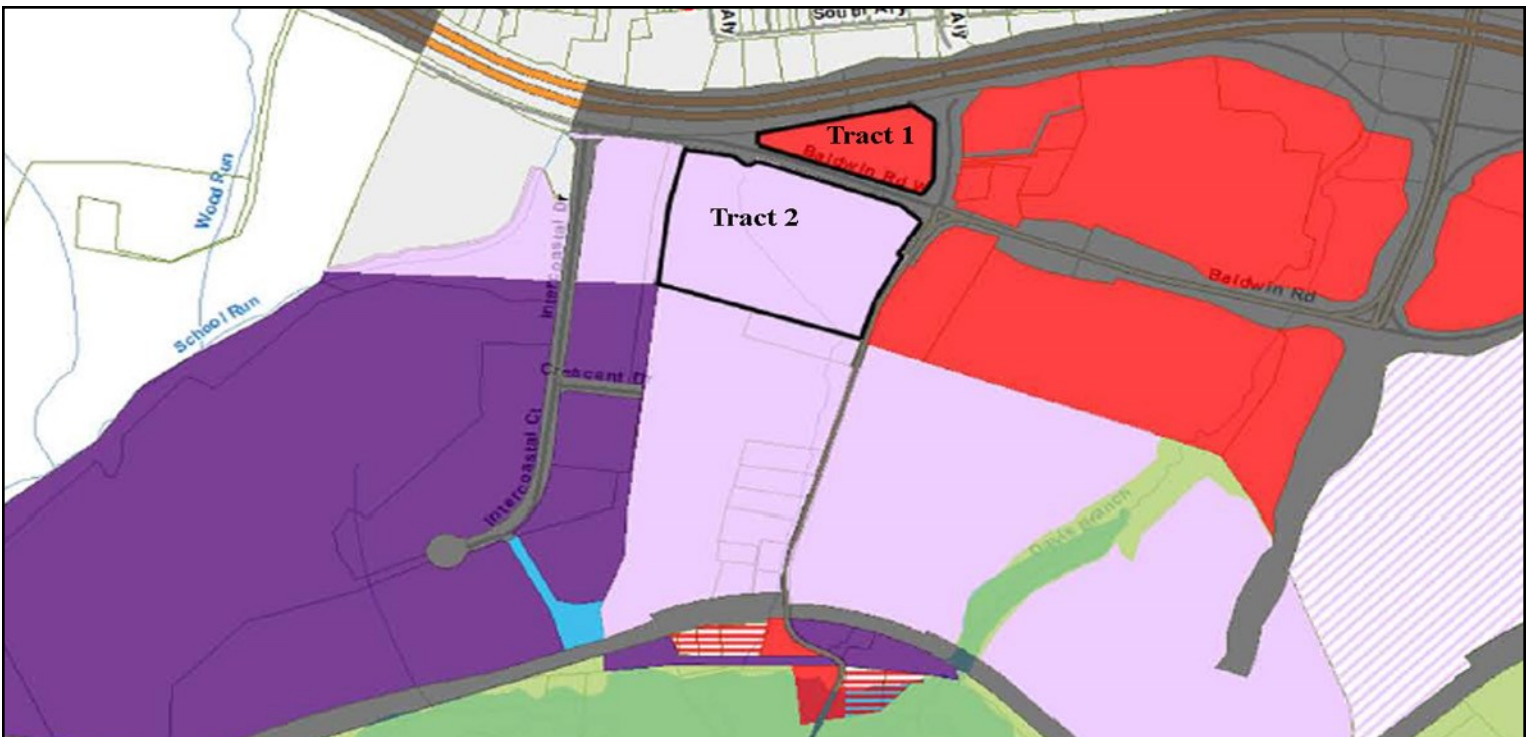 Aly
South Aly
Aly
Tract 1
Baldwin Rd W
Wood Run
Tract 2
Intercoastal Dr
Baldwin Rd
School Run
Crescent Dr
Intercoastal Ct
Davis Branch